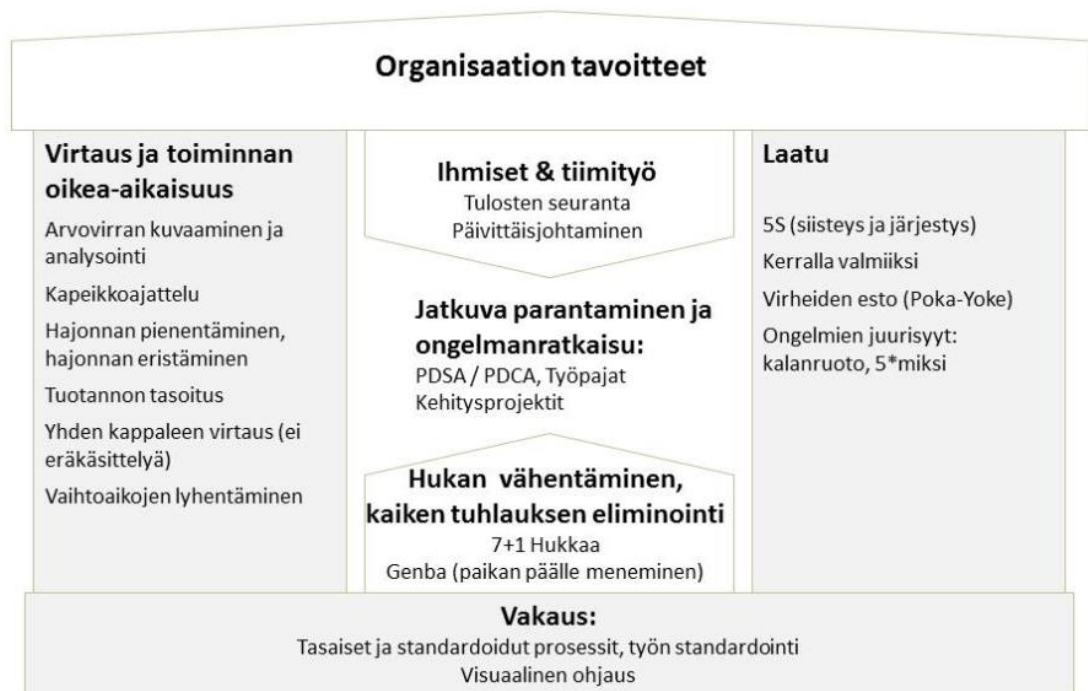 Organisaation tavoitteet
Virtaus ja toiminnan
oikea-aikaisuus
Arvovirran kuvaaminen ja
analysointi
Kapeikkoajattelu
Hajonnan pienentäminen,
hajonnan eristäminen
Tuotannon tasoitus
Yhden kappaleen virtaus (ei
eräkäsittelyä)
Vaihtoaikojen lyhentäminen
Ihmiset & tiimityö
Tulosten seuranta
Päivittäisjohtaminen
Jatkuva parantaminen ja
ongelmanratkaisu:
PDSA / PDCA, Työpajat
Kehitysprojektit
Hukan vähentäminen,
kaiken tuhlauksen eliminointi
7+1 Hukkaa
Genba (paikan päälle meneminen)
Laatu
5S (siisteys ja järjestys)
Kerralla valmiiksi
Virheiden esto (Poka-Yoke)
Ongelmien juurisyyt:
kalanruoto, 5*miksi
Vakaus:
Tasaiset ja standardoidut prosessit, työn standardointi
Visuaalinen ohjaus